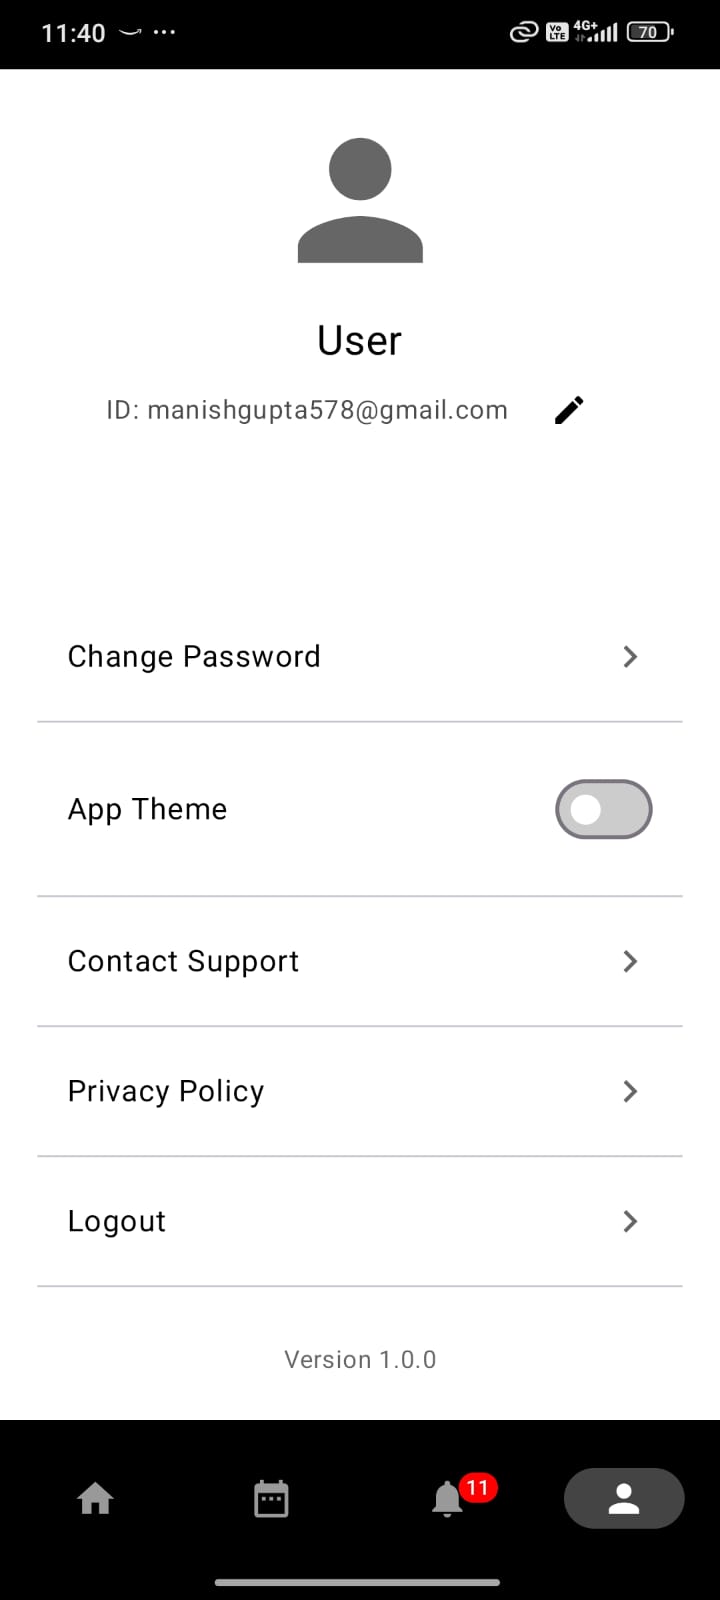 11:40
Vo LTE 4G+ 70
User
ID: manishgupta578@gmail.com
Change Password
App Theme
Contact Support
Privacy Policy
Logout
Version 1.0.0
11